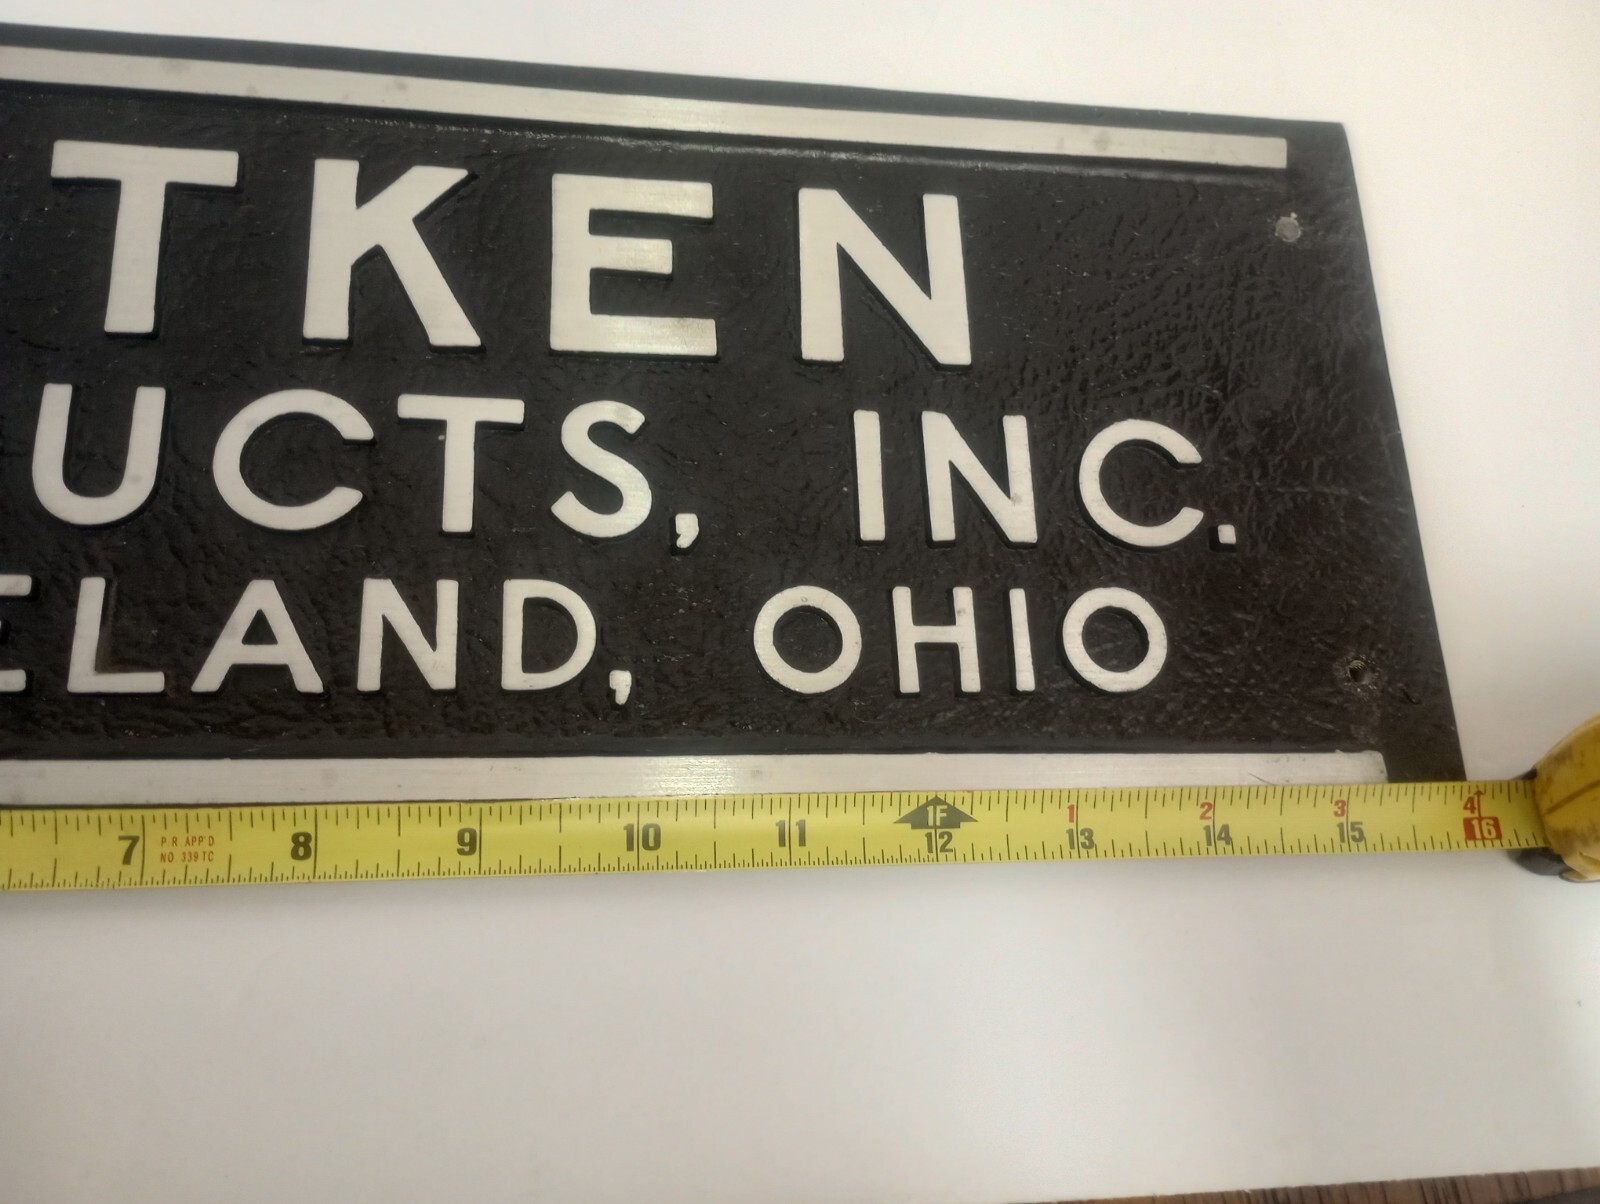 TKEN
UCTS, INC.
ELAND, OHIO
1F 1 2 3 4
7 P.R. APP'D 8 9 10 11 12 13 14 15 16
NO. 339 TC